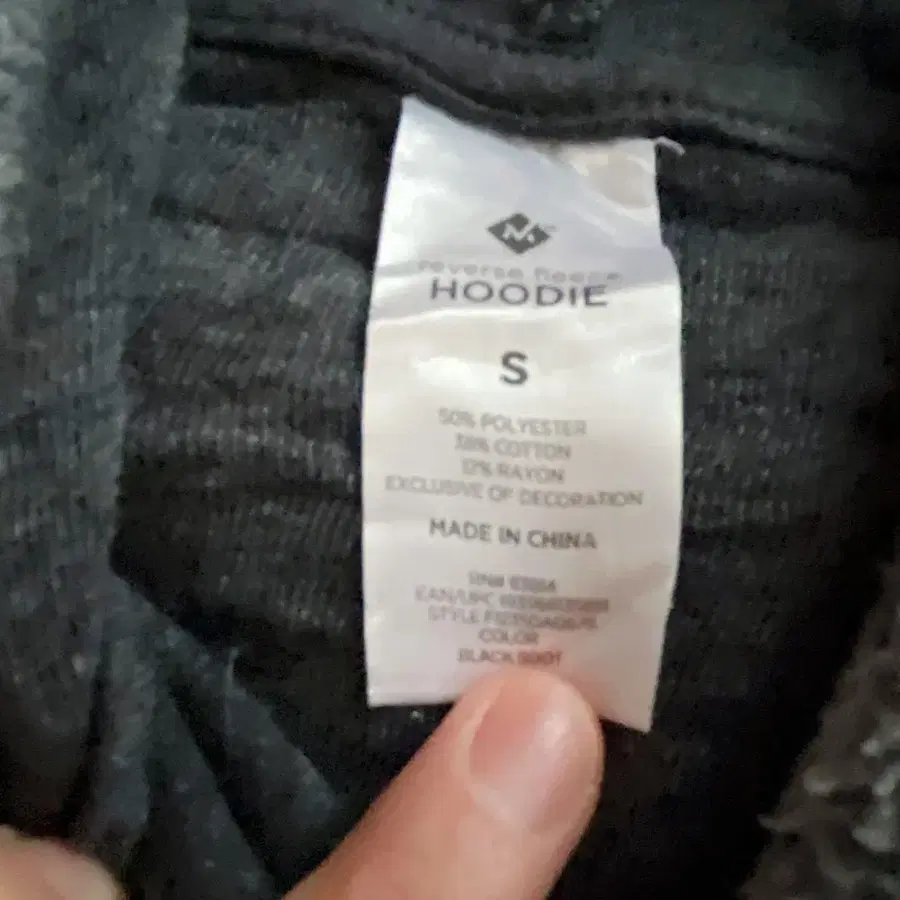 M
reverse fleece
HOODIE
S
50% POLYESTER
38% COTTON
12% RAYON
EXCLUSIVE OF DECORATION
MADE IN CHINA
EAN/UPC
STYLE
COLOR
BLACK